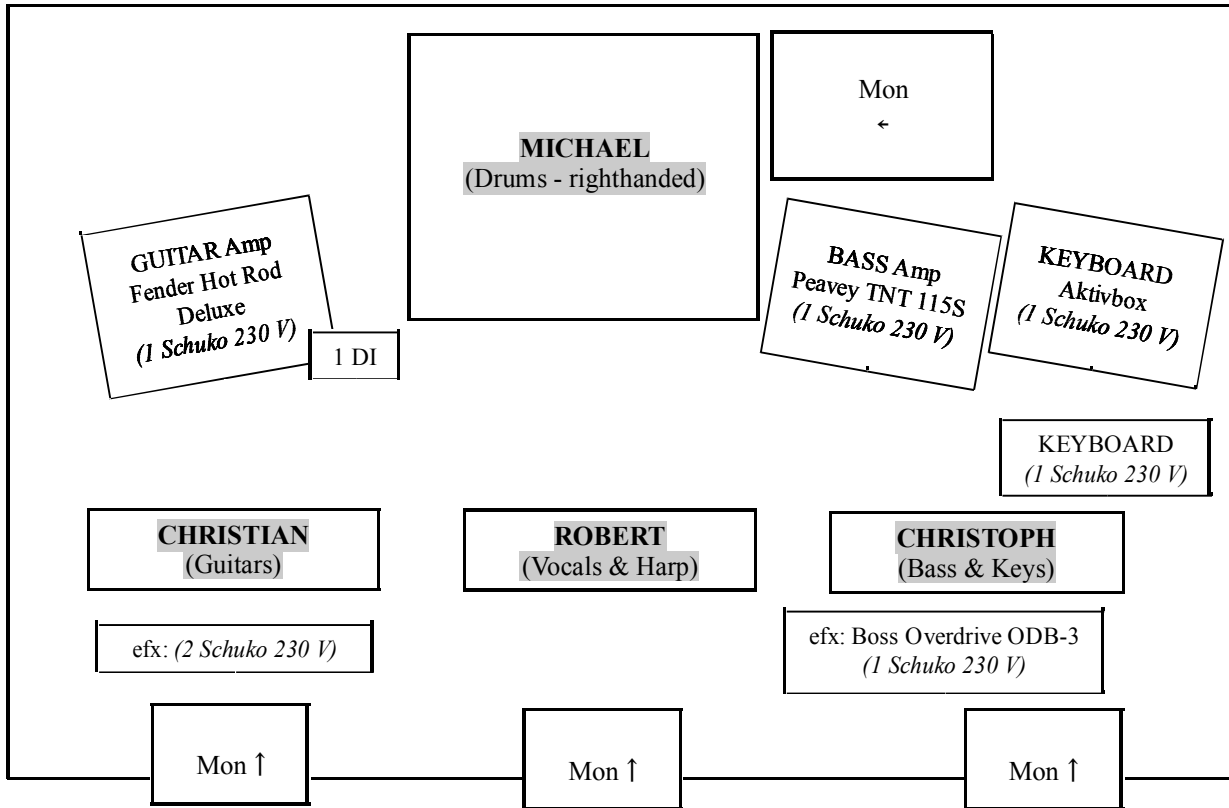 Mon
←
MICHAEL
(Drums - righthanded)
GUITAR Amp
Fender Hot Rod
Deluxe
(1 Schuko 230 V)
1 DI
BASS Amp
Peavey TNT 115S
(1 Schuko 230 V)
KEYBOARD
Aktivbox
(1 Schuko 230 V)
KEYBOARD
(1 Schuko 230 V)
CHRISTIAN
(Guitars)
ROBERT
(Vocals & Harp)
CHRISTOPH
(Bass & Keys)
efx: (2 Schuko 230 V)
efx: Boss Overdrive ODB-3
(1 Schuko 230 V)
Mon ↑
Mon ↑
Mon ↑